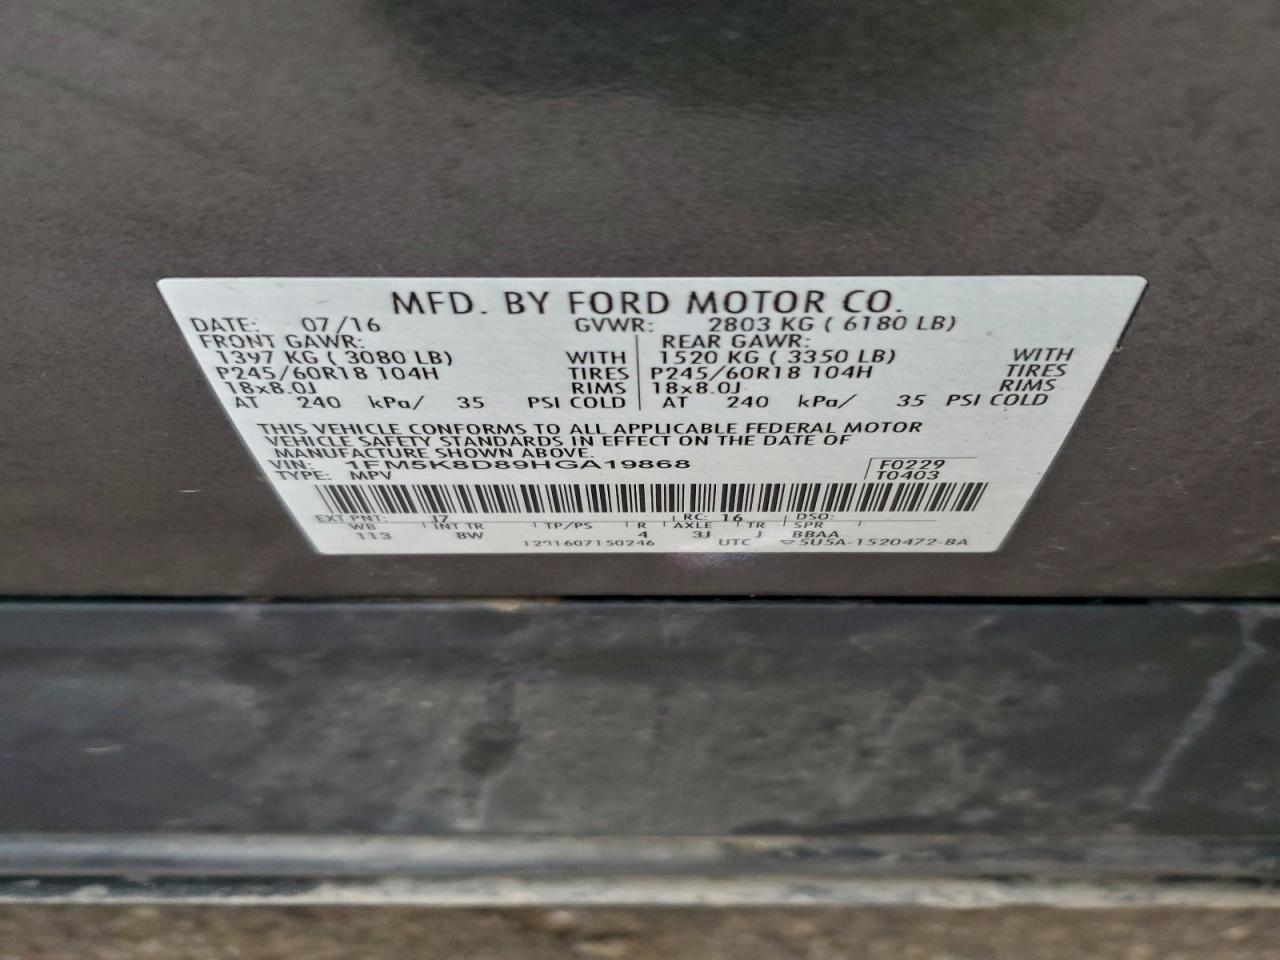 MFD. BY FORD MOTOR CO.
DATE: 07/16 GVWR: 2803 KG ( 6180 LB)
FRONT GAWR: REAR GAWR:
1397 KG ( 3080 LB) WITH 1520 KG ( 3350 LB) WITH
P245/60R18 104H TIRES P245/60R18 104H TIRES
18x8.0J RIMS 18x8.0J RIMS
AT 240 kPa/ 35 PSI COLD AT 240 kPa/ 35 PSI COLD
THIS VEHICLE CONFORMS TO ALL APPLICABLE FEDERAL MOTOR
VEHICLE SAFETY STANDARDS IN EFFECT ON THE DATE OF
MANUFACTURE SHOWN ABOVE.
VIN: 1FM5K8D89HGA19868 F0229
TYPE: MPV T0403
EXT PNT: J7 RC: 16 DSO:
WB INT TR TP/PS R AXLE TR SPR
113 8W 4 3J J BBAA
1291607150246 UTC ▽5U5A-1520472-BA